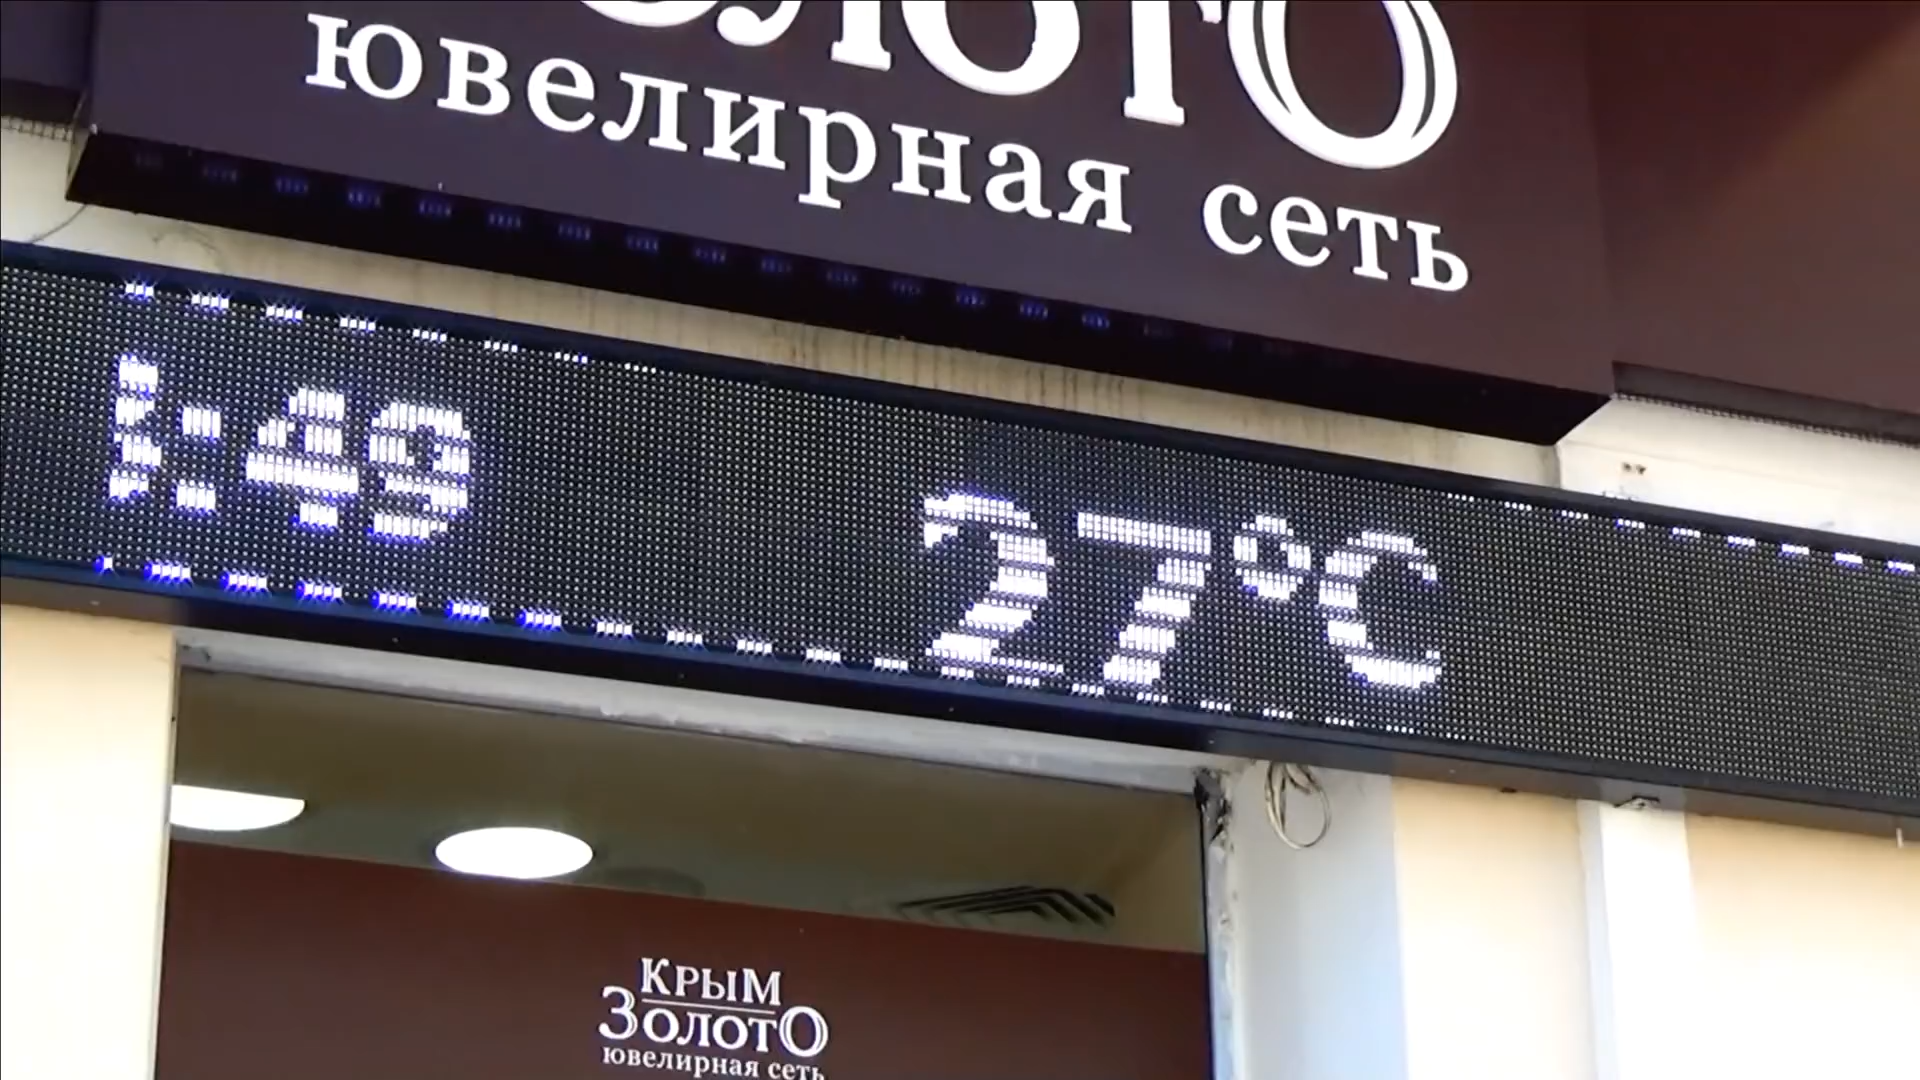 ювелирная сеть
:49 27°C
КРЫМ
ЗОЛОТО
ювелирная сеть